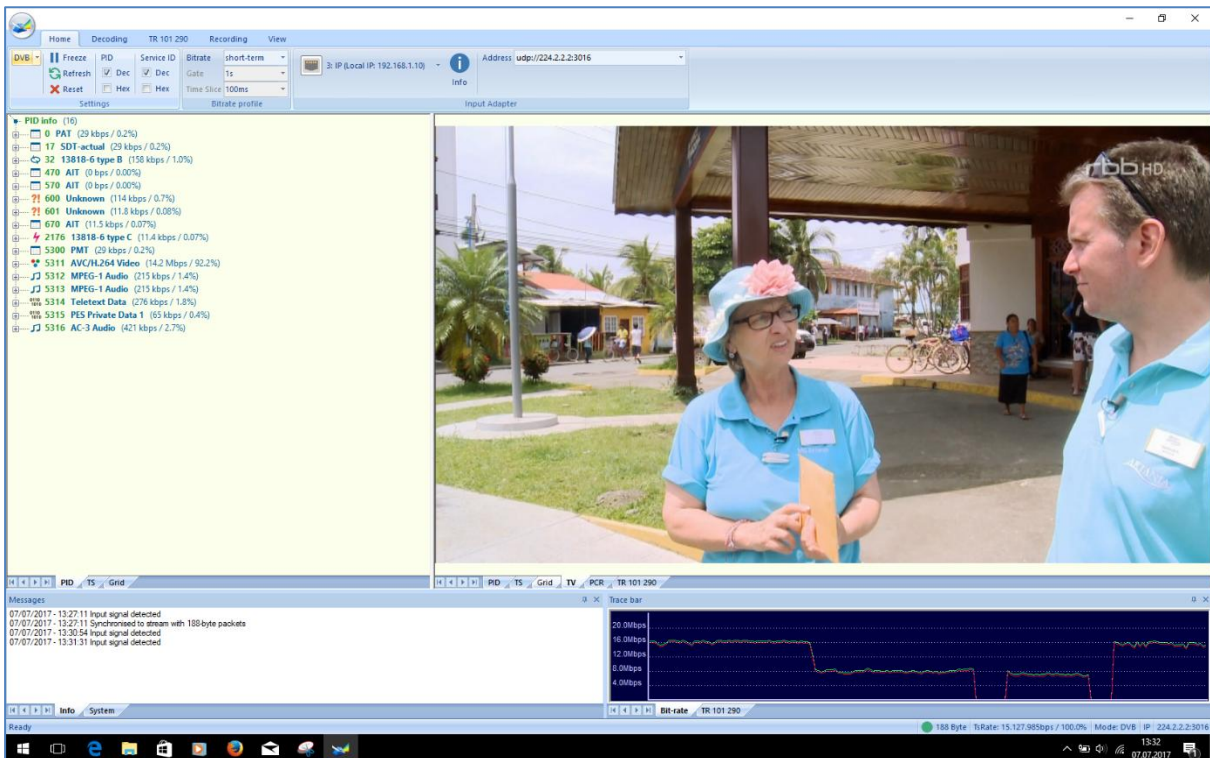 Home Decoding TR 101 290 Recording View
DVB Freeze PID Service ID Bitrate short-term 3: IP (Local IP: 192.168.1.10) Info Address udp://224.2.2.2:3016
Refresh Dec Dec Gate 1s
Reset Hex Hex Time Slice 100ms
Settings Bitrate profile Input Adapter
PID info (16)
0 PAT (29 kbps / 0.2%)
17 SDT-actual (29 kbps / 0.2%)
32 13818-6 type B (158 kbps / 1.0%)
470 AIT (0 bps / 0.00%)
570 AIT (0 bps / 0.00%)
?! 600 Unknown (114 kbps / 0.7%)
?! 601 Unknown (11.8 kbps / 0.08%)
670 AIT (11.5 kbps / 0.07%)
2176 13818-6 type C (11.4 kbps / 0.07%)
5300 PMT (29 kbps / 0.2%)
5311 AVC/H.264 Video (14.2 Mbps / 92.2%)
5312 MPEG-1 Audio (215 kbps / 1.4%)
5313 MPEG-1 Audio (215 kbps / 1.4%)
5314 Teletext Data (276 kbps / 1.8%)
5315 PES Private Data 1 (65 kbps / 0.4%)
5316 AC-3 Audio (421 kbps / 2.7%)
rbb HD
PID TS Grid
PID TS Grid TV PCR TR 101 290
Messages
07/07/2017 - 13:27:11 Input signal detected
07/07/2017 - 13:27:11 Synchronised to stream with 188-byte packets
07/07/2017 - 13:30:54 Input signal detected
07/07/2017 - 13:31:31 Input signal detected
Info System
Trace bar
20.0Mbps
16.0Mbps
12.0Mbps
8.0Mbps
4.0Mbps
Bit-rate TR 101 290
Ready
188 Byte TsRate: 15.127.985bps / 100.0% Mode: DVB IP 224.2.2.2:3016
13:32
07.07.2017